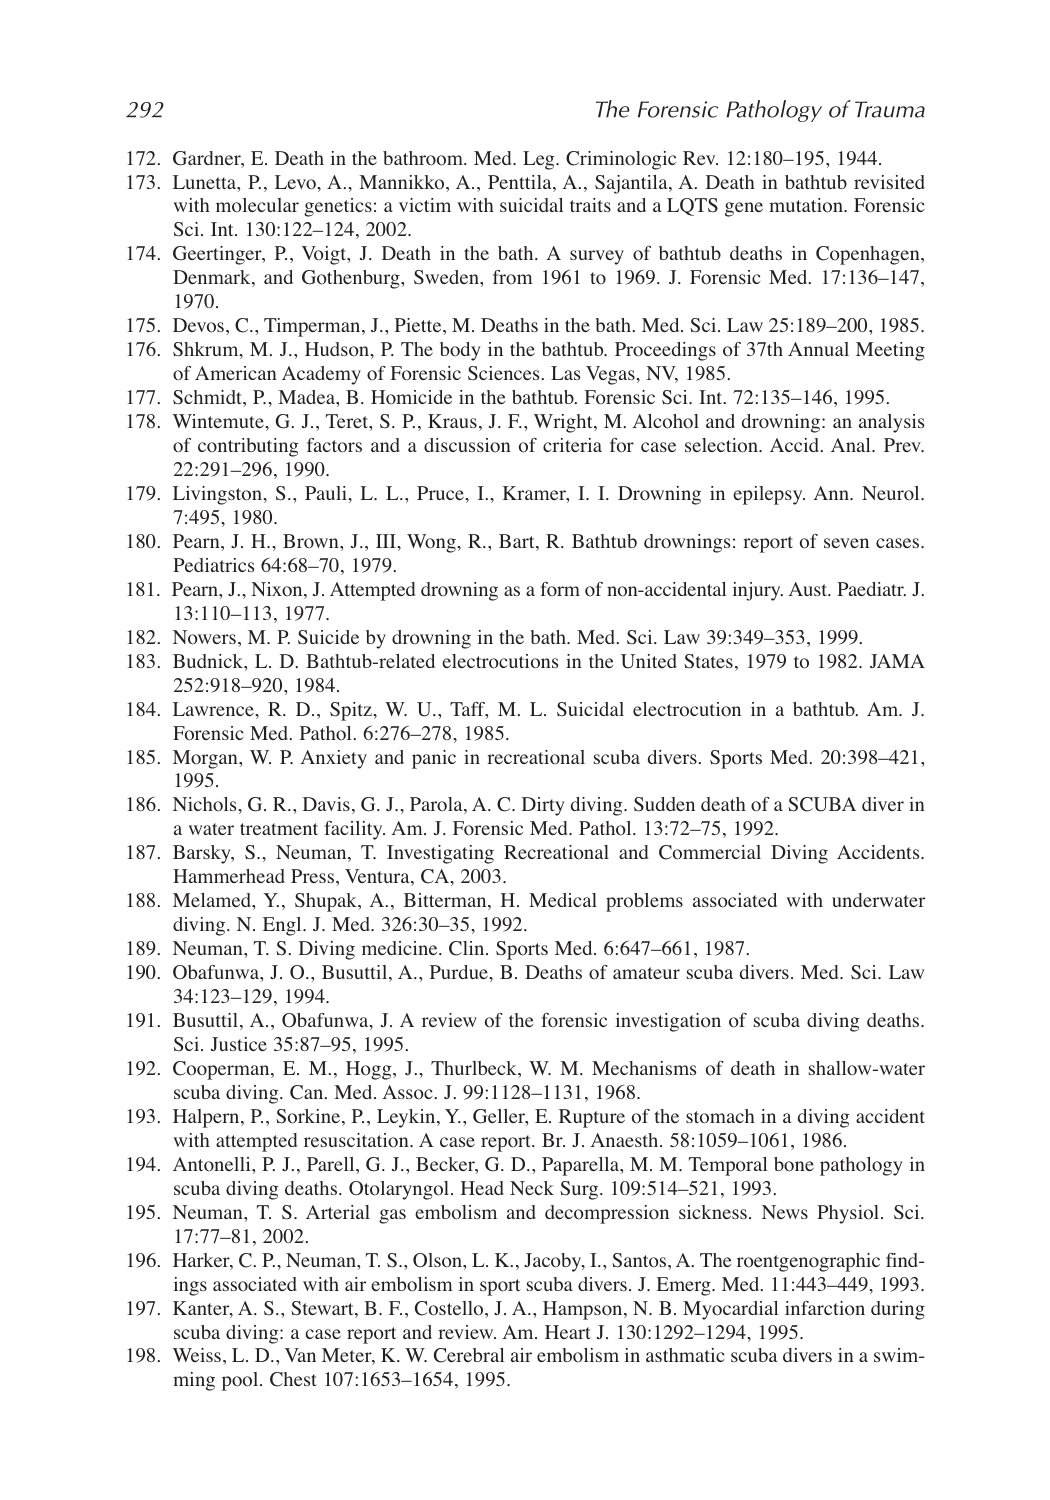 292 The Forensic Pathology of Trauma
172. Gardner, E. Death in the bathroom. Med. Leg. Criminologic Rev. 12:180–195, 1944.
173. Lunetta, P., Levo, A., Mannikko, A., Penttila, A., Sajantila, A. Death in bathtub revisited
with molecular genetics: a victim with suicidal traits and a LQTS gene mutation. Forensic
Sci. Int. 130:122–124, 2002.
174. Geertinger, P., Voigt, J. Death in the bath. A survey of bathtub deaths in Copenhagen,
Denmark, and Gothenburg, Sweden, from 1961 to 1969. J. Forensic Med. 17:136–147,
1970.
175. Devos, C., Timperman, J., Piette, M. Deaths in the bath. Med. Sci. Law 25:189–200, 1985.
176. Shkrum, M. J., Hudson, P. The body in the bathtub. Proceedings of 37th Annual Meeting
of American Academy of Forensic Sciences. Las Vegas, NV, 1985.
177. Schmidt, P., Madea, B. Homicide in the bathtub. Forensic Sci. Int. 72:135–146, 1995.
178. Wintemute, G. J., Teret, S. P., Kraus, J. F., Wright, M. Alcohol and drowning: an analysis
of contributing factors and a discussion of criteria for case selection. Accid. Anal. Prev.
22:291–296, 1990.
179. Livingston, S., Pauli, L. L., Pruce, I., Kramer, I. I. Drowning in epilepsy. Ann. Neurol.
7:495, 1980.
180. Pearn, J. H., Brown, J., III, Wong, R., Bart, R. Bathtub drownings: report of seven cases.
Pediatrics 64:68–70, 1979.
181. Pearn, J., Nixon, J. Attempted drowning as a form of non-accidental injury. Aust. Paediatr. J.
13:110–113, 1977.
182. Nowers, M. P. Suicide by drowning in the bath. Med. Sci. Law 39:349–353, 1999.
183. Budnick, L. D. Bathtub-related electrocutions in the United States, 1979 to 1982. JAMA
252:918–920, 1984.
184. Lawrence, R. D., Spitz, W. U., Taff, M. L. Suicidal electrocution in a bathtub. Am. J.
Forensic Med. Pathol. 6:276–278, 1985.
185. Morgan, W. P. Anxiety and panic in recreational scuba divers. Sports Med. 20:398–421,
1995.
186. Nichols, G. R., Davis, G. J., Parola, A. C. Dirty diving. Sudden death of a SCUBA diver in
a water treatment facility. Am. J. Forensic Med. Pathol. 13:72–75, 1992.
187. Barsky, S., Neuman, T. Investigating Recreational and Commercial Diving Accidents.
Hammerhead Press, Ventura, CA, 2003.
188. Melamed, Y., Shupak, A., Bitterman, H. Medical problems associated with underwater
diving. N. Engl. J. Med. 326:30–35, 1992.
189. Neuman, T. S. Diving medicine. Clin. Sports Med. 6:647–661, 1987.
190. Obafunwa, J. O., Busuttil, A., Purdue, B. Deaths of amateur scuba divers. Med. Sci. Law
34:123–129, 1994.
191. Busuttil, A., Obafunwa, J. A review of the forensic investigation of scuba diving deaths.
Sci. Justice 35:87–95, 1995.
192. Cooperman, E. M., Hogg, J., Thurlbeck, W. M. Mechanisms of death in shallow-water
scuba diving. Can. Med. Assoc. J. 99:1128–1131, 1968.
193. Halpern, P., Sorkine, P., Leykin, Y., Geller, E. Rupture of the stomach in a diving accident
with attempted resuscitation. A case report. Br. J. Anaesth. 58:1059–1061, 1986.
194. Antonelli, P. J., Parell, G. J., Becker, G. D., Paparella, M. M. Temporal bone pathology in
scuba diving deaths. Otolaryngol. Head Neck Surg. 109:514–521, 1993.
195. Neuman, T. S. Arterial gas embolism and decompression sickness. News Physiol. Sci.
17:77–81, 2002.
196. Harker, C. P., Neuman, T. S., Olson, L. K., Jacoby, I., Santos, A. The roentgenographic find-
ings associated with air embolism in sport scuba divers. J. Emerg. Med. 11:443–449, 1993.
197. Kanter, A. S., Stewart, B. F., Costello, J. A., Hampson, N. B. Myocardial infarction during
scuba diving: a case report and review. Am. Heart J. 130:1292–1294, 1995.
198. Weiss, L. D., Van Meter, K. W. Cerebral air embolism in asthmatic scuba divers in a swim-
ming pool. Chest 107:1653–1654, 1995.